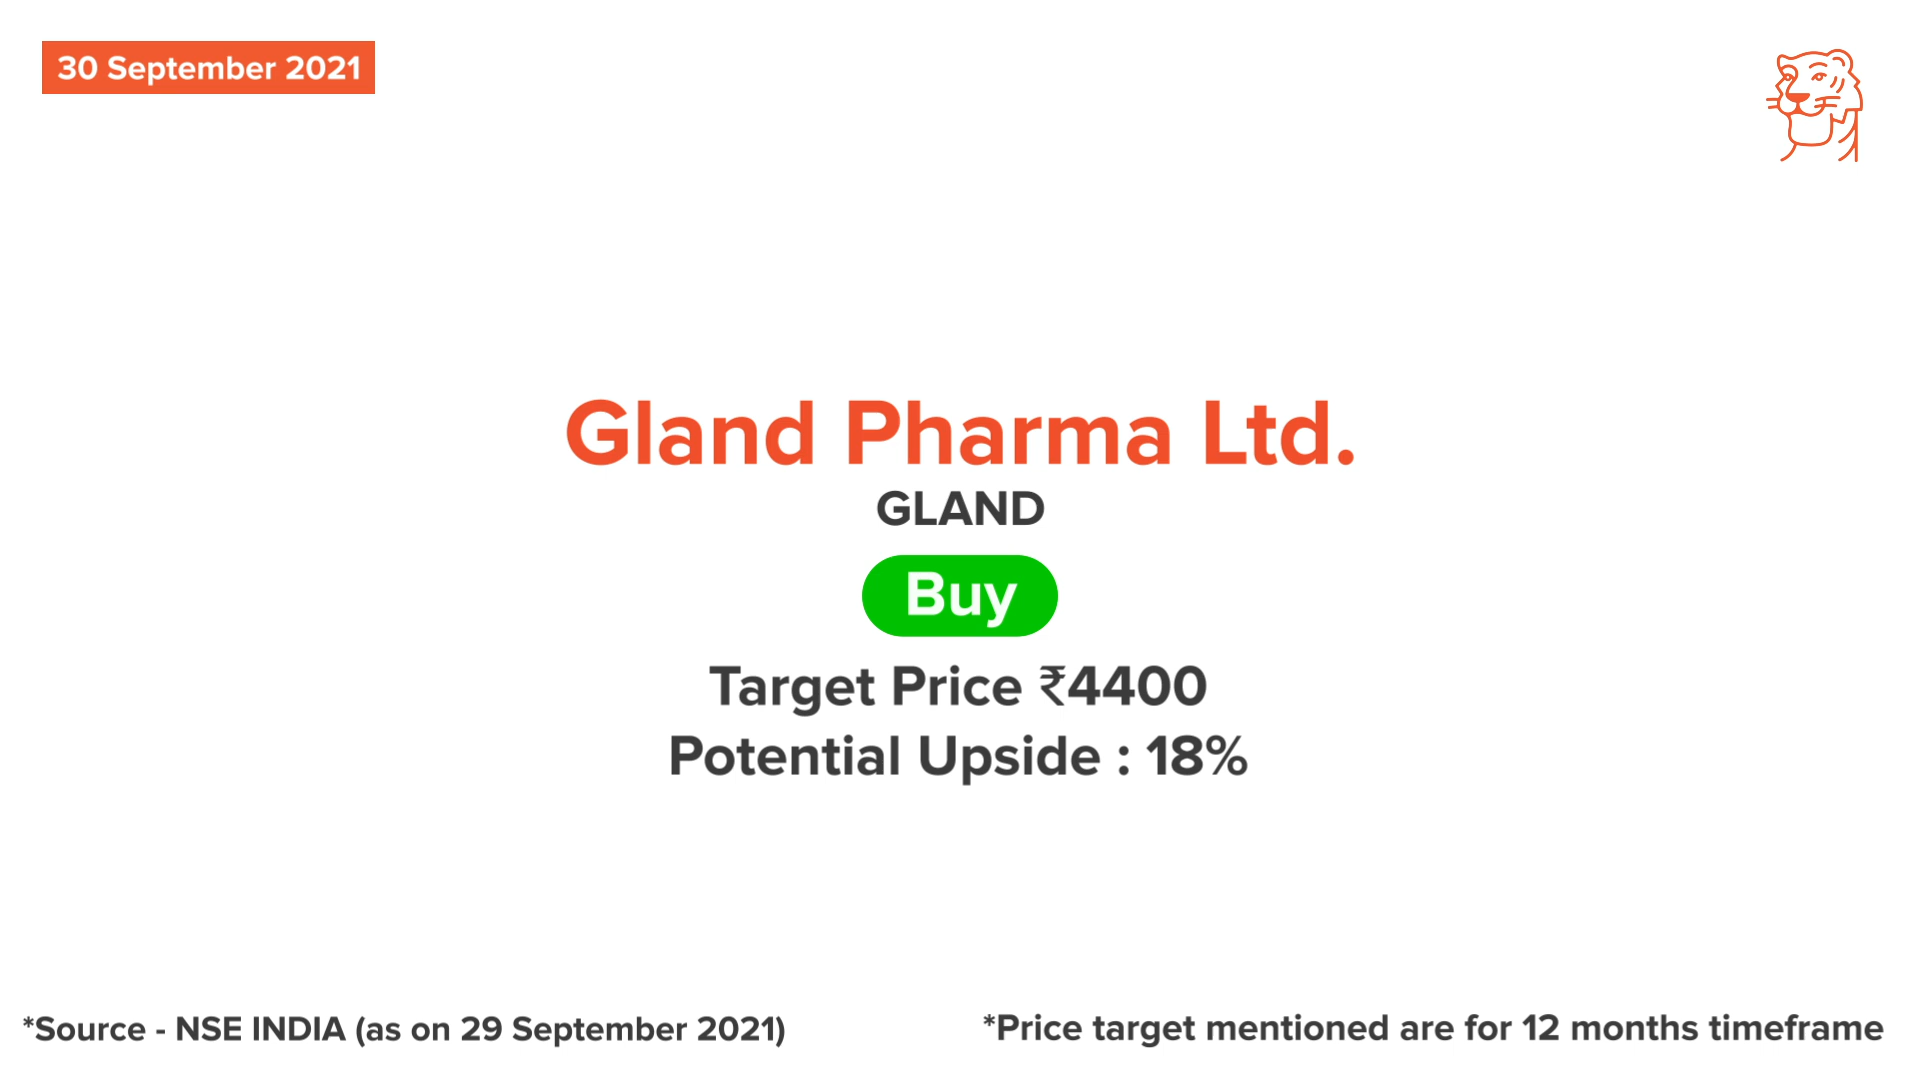 30 September 2021
Gland Pharma Ltd.
GLAND
Buy
Target Price ₹4400
Potential Upside : 18%
*Source - NSE INDIA (as on 29 September 2021)
*Price target mentioned are for 12 months timeframe